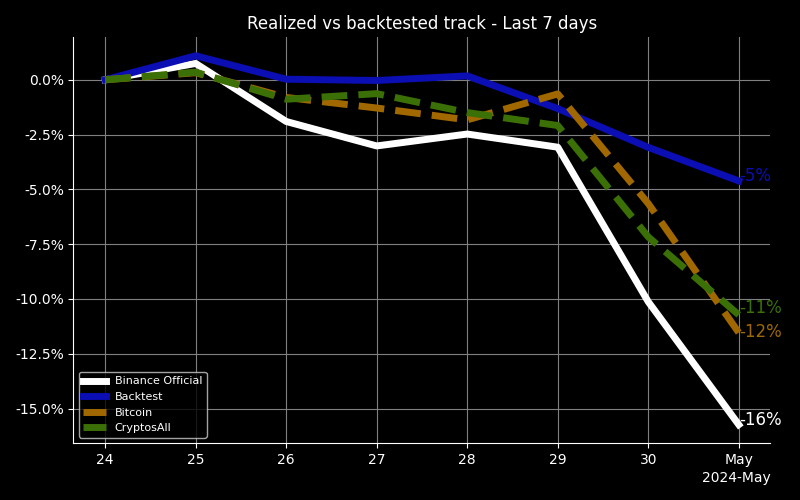 Realized vs backtested track - Last 7 days
0.0%
-2.5%
-5.0%
-7.5%
-10.0%
-12.5%
-15.0%
-5%
-11%
-12%
-16%
Binance Official
Backtest
Bitcoin
CryptosAll
24 25 26 27 28 29 30 May
2024-May